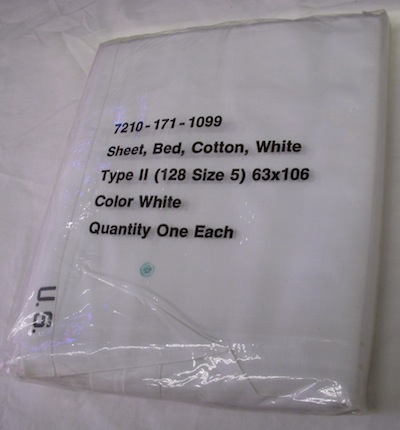 7210-171-1099
Sheet, Bed, Cotton, White
Type II (128 Size 5) 63x106
Color White
Quantity One Each
U.S.